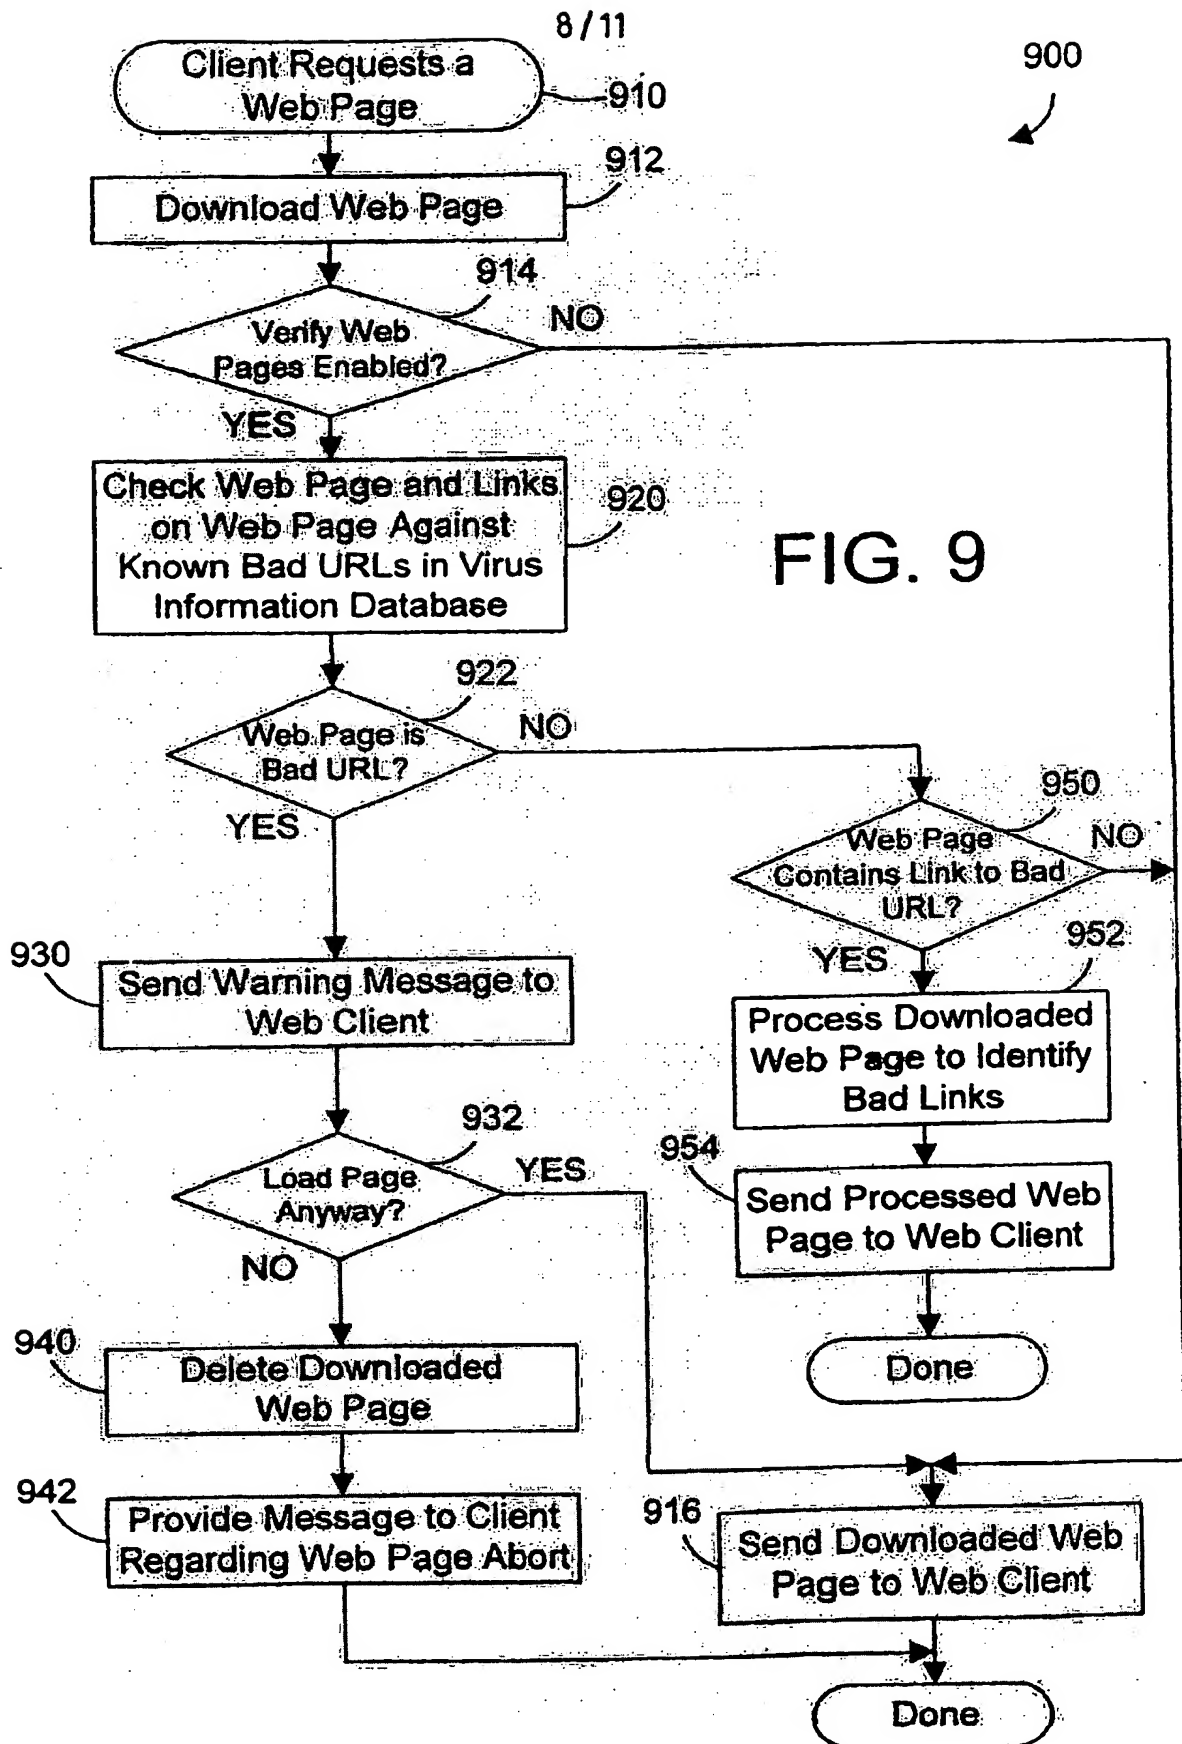 8/11
900
Client Requests a
Web Page
910
912
Download Web Page
914
Verify Web
Pages Enabled?
NO
YES
Check Web Page and Links
on Web Page Against
Known Bad URLs in Virus
Information Database
920
FIG. 9
922
Web Page is
Bad URL?
NO
YES
950
Web Page
Contains Link to Bad
URL?
NO
YES
952
930
Send Warning Message to
Web Client
Process Downloaded
Web Page to Identify
Bad Links
932
Load Page
Anyway?
YES
NO
954
Send Processed Web
Page to Web Client
Done
940
Delete Downloaded
Web Page
942
Provide Message to Client
Regarding Web Page Abort
916
Send Downloaded Web
Page to Web Client
Done